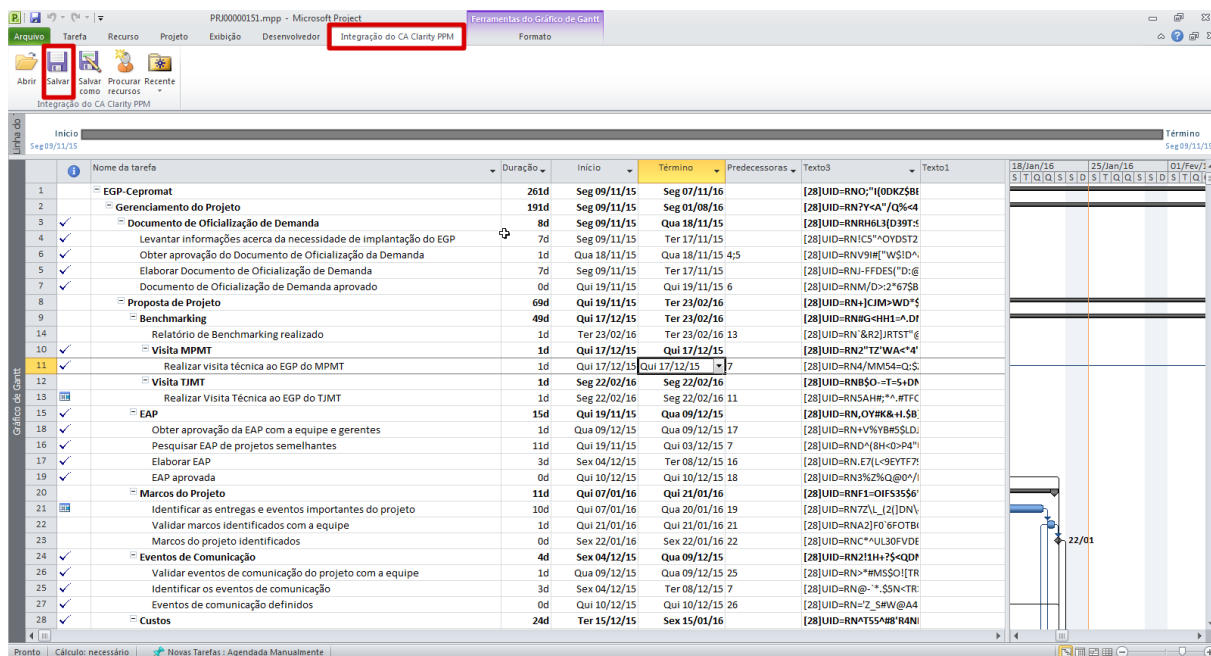 PRJ00000151.mpp - Microsoft Project
Ferramentas do Gráfico de Gantt
Arquivo Tarefa Recurso Projeto Exibição Desenvolvedor Integração do CA Clarity PPM Formato
Abrir Salvar Salvar como Procurar recursos Recente
Integração do CA Clarity PPM
Linha do
Início Término
Seg 09/11/15 Seg 09/11/15
Nome da tarefa Duração Início Término Predecessoras Texto3 Texto1 18/Jan/16 25/Jan/16 01/Fev/1
S T Q Q S S D S T Q Q S S D S T Q
1 EGP-Cepromat 261d Seg 09/11/15 Seg 07/11/16
2 Gerenciamento do Projeto 191d Seg 09/11/15 Seg 01/08/16
3 Documento de Oficialização de Demanda 8d Seg 09/11/15 Qua 18/11/15
4 Levantar informações acerca da necessidade de implantação do EGP 7d Seg 09/11/15 Ter 17/11/15
6 Obter aprovação do Documento de Oficialização da Demanda 1d Qua 18/11/15 Qua 18/11/15 4;5
5 Elaborar Documento de Oficialização de Demanda 7d Seg 09/11/15 Ter 17/11/15
7 Documento de Oficialização de Demanda aprovado 0d Qui 19/11/15 Qui 19/11/15 6
8 Proposta de Projeto 69d Qui 19/11/15 Ter 23/02/16
9 Benchmarking 49d Qui 17/12/15 Ter 23/02/16
14 Relatório de Benchmarking realizado 1d Ter 23/02/16 Ter 23/02/16 13
10 Visita MPMT 1d Qui 17/12/15 Qui 17/12/15
11 Realizar visita técnica ao EGP do MPMT 1d Qui 17/12/15 Qui 17/12/15 7
12 Visita TJMT 1d Seg 22/02/16 Seg 22/02/16
13 Realizar Visita Técnica ao EGP do TJMT 1d Seg 22/02/16 Seg 22/02/16 11
15 EAP 15d Qui 19/11/15 Qua 09/12/15
18 Obter aprovação da EAP com a equipe e gerentes 1d Qua 09/12/15 Qua 09/12/15 17
16 Pesquisar EAP de projetos semelhantes 11d Qui 19/11/15 Qui 03/12/15 7
17 Elaborar EAP 3d Sex 04/12/15 Ter 08/12/15 16
19 EAP aprovada 0d Qui 10/12/15 Qui 10/12/15 18
20 Marcos do Projeto 11d Qui 07/01/16 Qui 21/01/16
21 Identificar as entregas e eventos importantes do projeto 10d Qui 07/01/16 Qua 20/01/16 19
22 Validar marcos identificados com a equipe 1d Qui 21/01/16 Qui 21/01/16 21
23 Marcos do projeto identificados 0d Sex 22/01/16 Sex 22/01/16 22 22/01
24 Eventos de Comunicação 4d Sex 04/12/15 Qua 09/12/15
26 Validar eventos de comunicação do projeto com a equipe 1d Qua 09/12/15 Qua 09/12/15 25
25 Identificar os eventos de comunicação 3d Sex 04/12/15 Ter 08/12/15 7
27 Eventos de comunicação definidos 0d Qui 10/12/15 Qui 10/12/15 26
28 Custos 24d Ter 15/12/15 Sex 15/01/16
Gráfico de Gantt
Pronto Cálculo: necessário Novas Tarefas : Agendada Manualmente